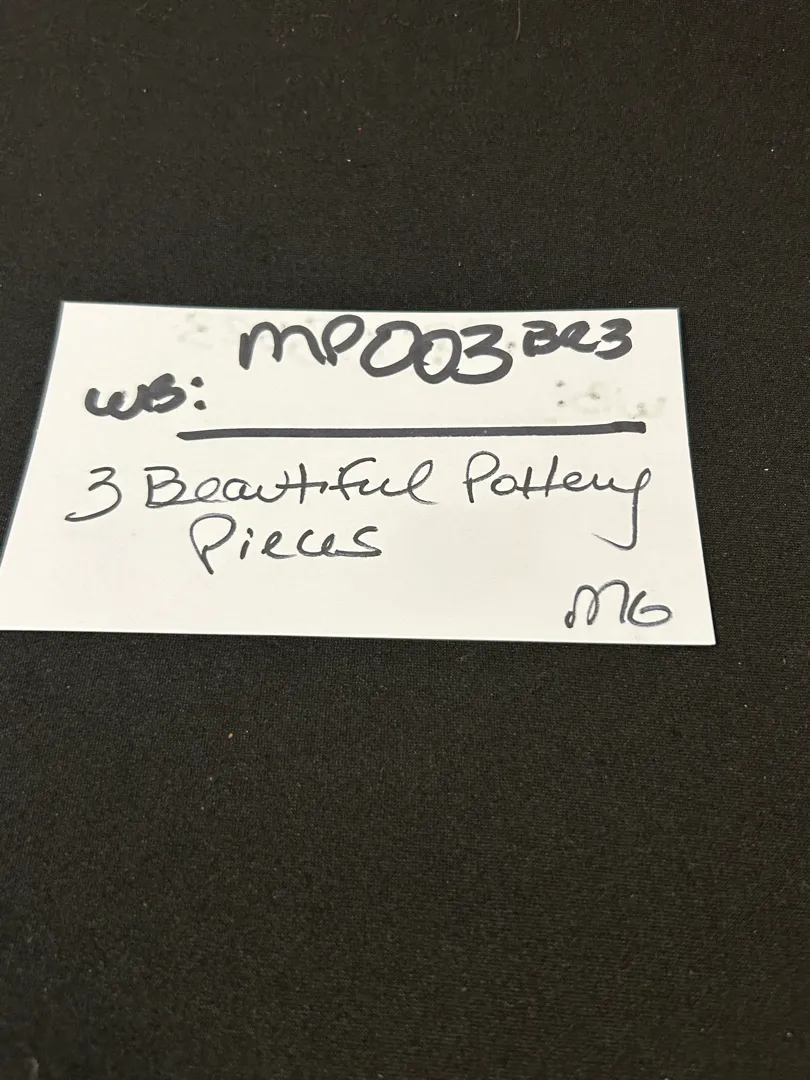 MP003 BR3
WB:
3 Beautiful Pottery
Pieces
MG